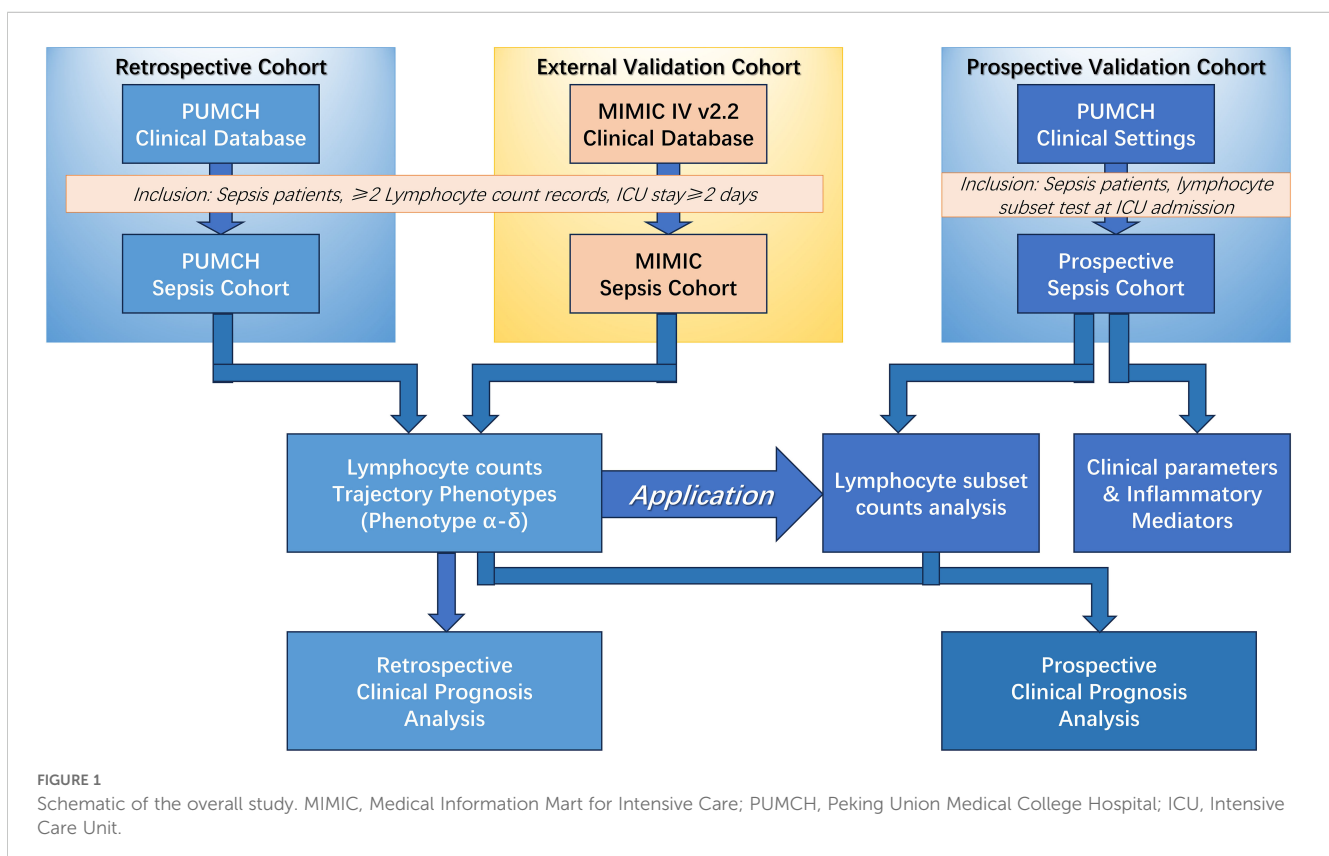 Retrospective Cohort
PUMCH
Clinical Database
External Validation Cohort
MIMIC IV v2.2
Clinical Database
Prospective Validation Cohort
PUMCH
Clinical Settings
Inclusion: Sepsis patients, ≥2 Lymphocyte count records, ICU stay≥2 days
Inclusion: Sepsis patients, lymphocyte
subset test at ICU admission
PUMCH
Sepsis Cohort
MIMIC
Sepsis Cohort
Prospective
Sepsis Cohort
Lymphocyte counts
Trajectory Phenotypes
(Phenotype α-δ)
Application
Lymphocyte subset
counts analysis
Clinical parameters
& Inflammatory
Mediators
Retrospective
Clinical Prognosis
Analysis
Prospective
Clinical Prognosis
Analysis
FIGURE 1
Schematic of the overall study. MIMIC, Medical Information Mart for Intensive Care; PUMCH, Peking Union Medical College Hospital; ICU, Intensive
Care Unit.